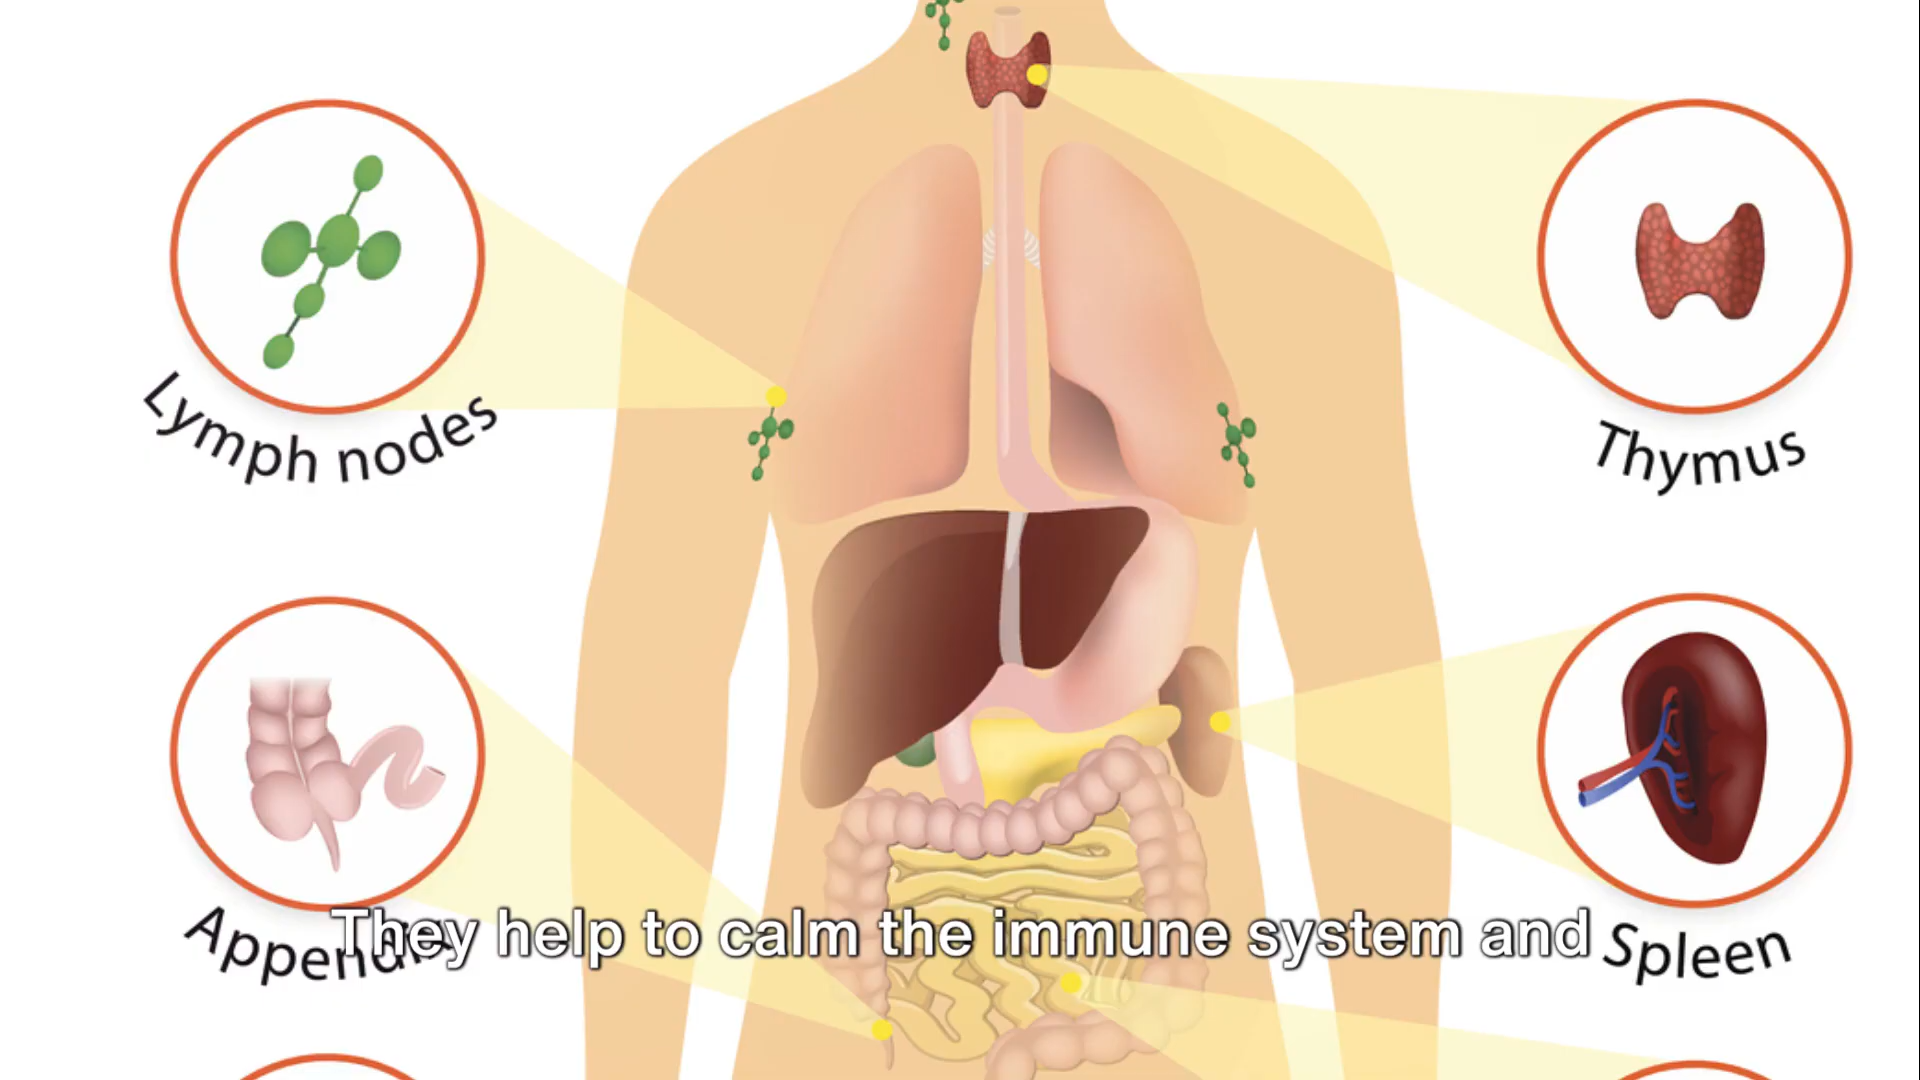 Lymph nodes
Thymus
They help to calm the immune system and
Spleen